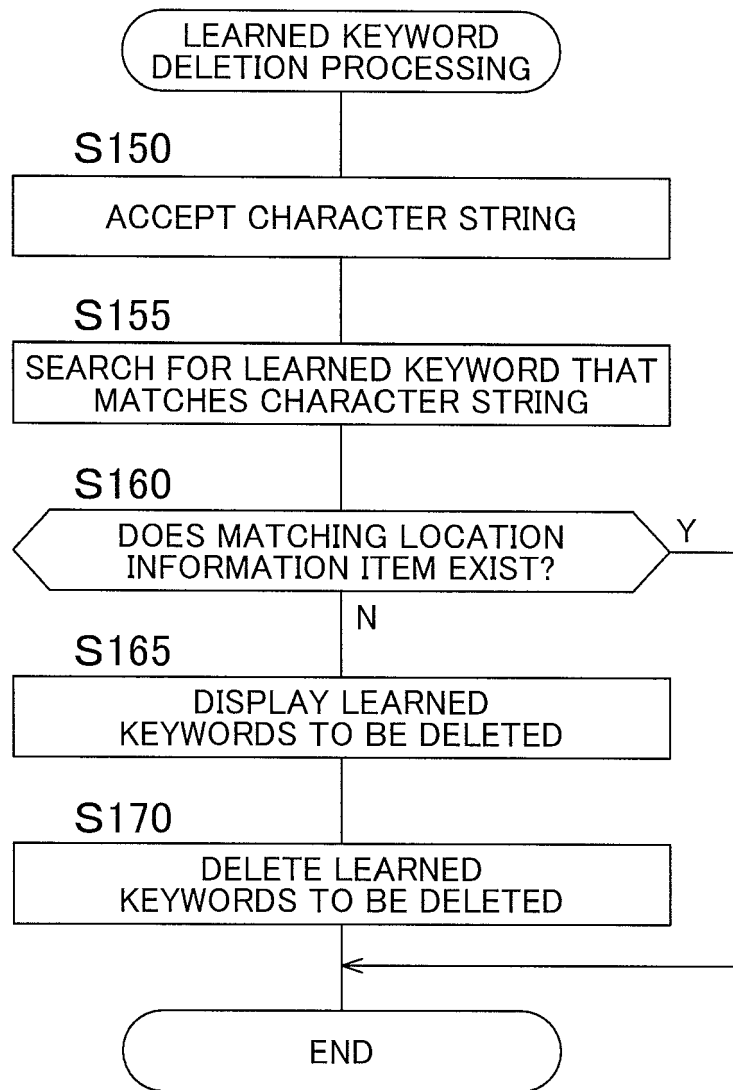 LEARNED KEYWORD
DELETION PROCESSING
S150
ACCEPT CHARACTER STRING
S155
SEARCH FOR LEARNED KEYWORD THAT
MATCHES CHARACTER STRING
S160
DOES MATCHING LOCATION
INFORMATION ITEM EXIST?
Y
N
S165
DISPLAY LEARNED
KEYWORDS TO BE DELETED
S170
DELETE LEARNED
KEYWORDS TO BE DELETED
END